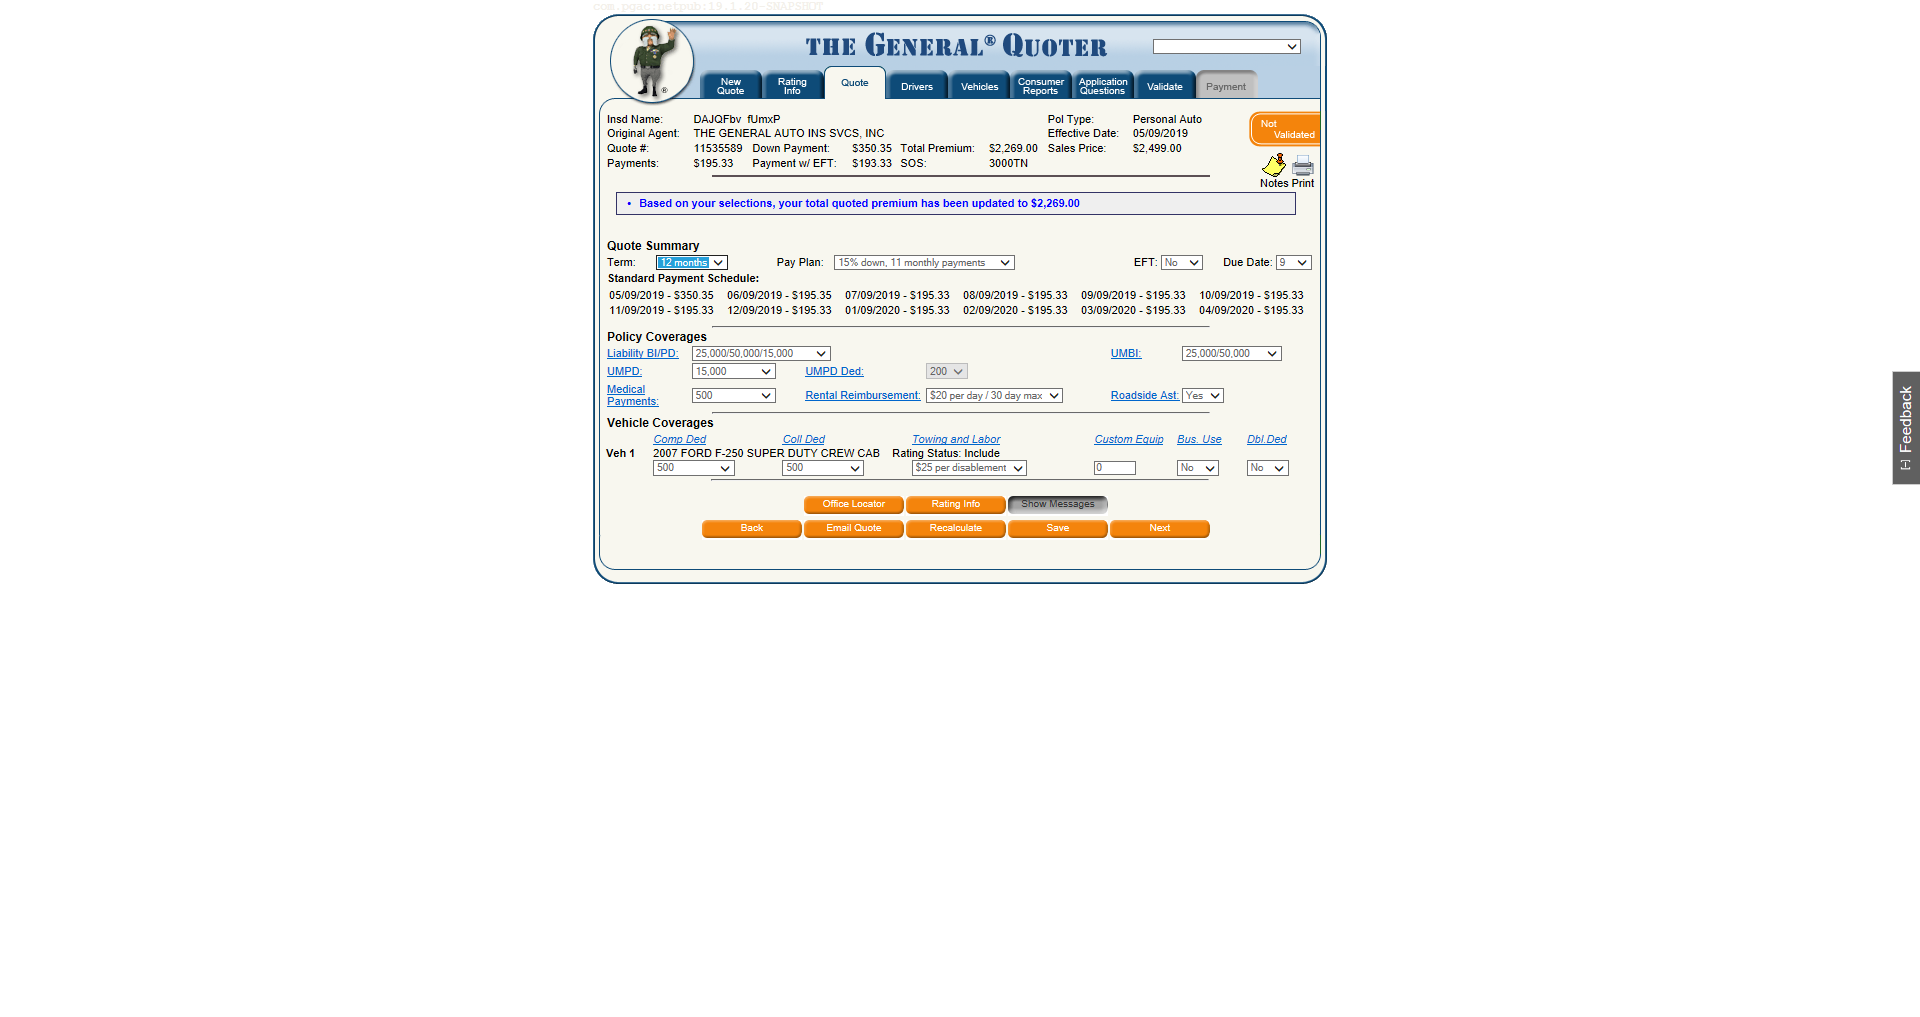 com.pgac:netpub:19.1.20-SNAPSHOT
THE GENERAL® QUOTER
New Quote
Rating Info
Quote
Drivers
Vehicles
Consumer Reports
Application Questions
Validate
Payment
Insd Name: DAJQFbv fUmxP Pol Type: Personal Auto
Original Agent: THE GENERAL AUTO INS SVCS, INC Effective Date: 05/09/2019
Quote #: 11535589 Down Payment: $350.35 Total Premium: $2,269.00 Sales Price: $2,499.00
Payments: $195.33 Payment w/ EFT: $193.33 SOS: 3000TN
Not Validated
Notes Print
• Based on your selections, your total quoted premium has been updated to $2,269.00
Quote Summary
Term: 12 months Pay Plan: 15% down, 11 monthly payments EFT: No Due Date: 9
Standard Payment Schedule:
05/09/2019 - $350.35 06/09/2019 - $195.35 07/09/2019 - $195.33 08/09/2019 - $195.33 09/09/2019 - $195.33 10/09/2019 - $195.33
11/09/2019 - $195.33 12/09/2019 - $195.33 01/09/2020 - $195.33 02/09/2020 - $195.33 03/09/2020 - $195.33 04/09/2020 - $195.33
Policy Coverages
Liability BI/PD: 25,000/50,000/15,000 UMBI: 25,000/50,000
UMPD: 15,000 UMPD Ded: 200
Medical Payments: 500 Rental Reimbursement: $20 per day / 30 day max Roadside Ast: Yes
Vehicle Coverages
Comp Ded Coll Ded Towing and Labor Custom Equip Bus. Use Dbl.Ded
Veh 1 2007 FORD F-250 SUPER DUTY CREW CAB Rating Status: Include
500 500 $25 per disablement 0 No No
Office Locator Rating Info Show Messages
Back Email Quote Recalculate Save Next
[-] Feedback